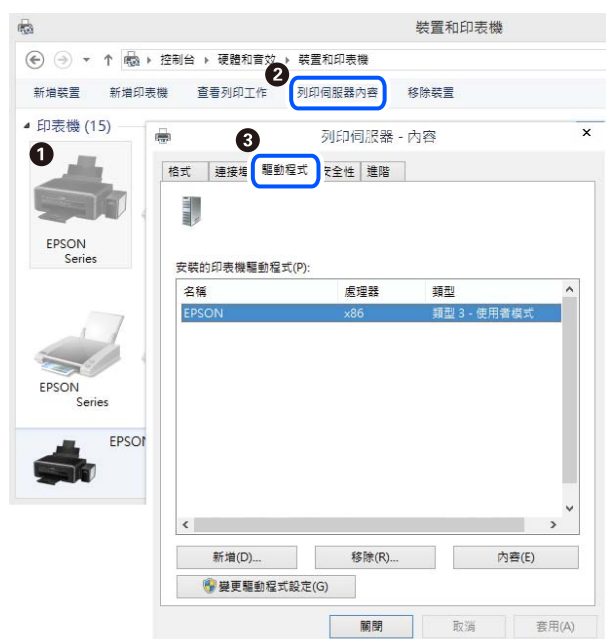 裝置和印表機
控制台 ▸ 硬體和音效 ▸ 裝置和印表機
2
新增裝置 新增印表機 查看列印工作 列印伺服器內容 移除裝置
印表機 (15)
1
EPSON
Series
EPSON
Series
EPSON
3
列印伺服器 - 內容
格式 連接埠 驅動程式 安全性 進階
安裝的印表機驅動程式(P):
名稱 處理器 類型
EPSON x86 類型 3 - 使用者模式
新增(D)... 移除(R)... 內容(E)
變更驅動程式設定(G)
關閉 取消 套用(A)